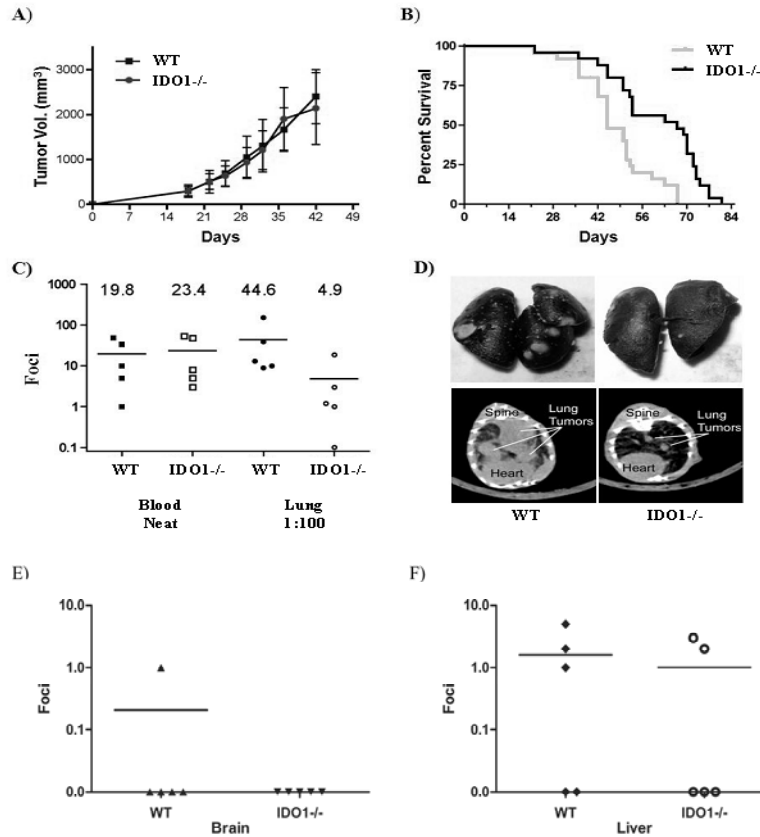 A)
WT
IDO1-/-
Tumor Vol. (mm³)
3000
2000
1000
0
0 7 14 21 28 35 42 49
Days
B)
WT
IDO1-/-
Percent Survival
100
75
50
25
0
0 14 28 42 56 70 84
Days
C)
Foci
1000
100
10
1
0.1
19.8 23.4 44.6 4.9
WT IDO1-/- WT IDO1-/-
Blood Lung
Neat 1:100
D)
Spine
Lung
Tumors
Heart
Spine
Lung
Tumors
Heart
WT IDO1-/-
E)
Foci
10.0
1.0
0.1
0.0
WT IDO1-/-
Brain
F)
Foci
10.0
1.0
0.1
0.0
WT IDO1-/-
Liver